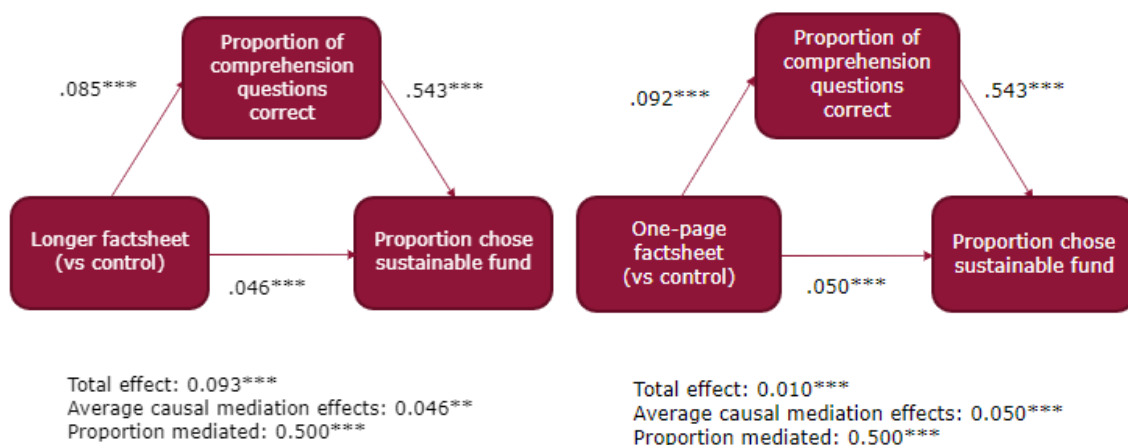 Proportion of
comprehension
questions
correct
.085***
.543***
Longer factsheet
(vs control)
Proportion chose
sustainable fund
.046***
Total effect: 0.093***
Average causal mediation effects: 0.046**
Proportion mediated: 0.500***
Proportion of
comprehension
questions
correct
.092***
.543***
One-page
factsheet
(vs control)
Proportion chose
sustainable fund
.050***
Total effect: 0.010***
Average causal mediation effects: 0.050***
Proportion mediated: 0.500***